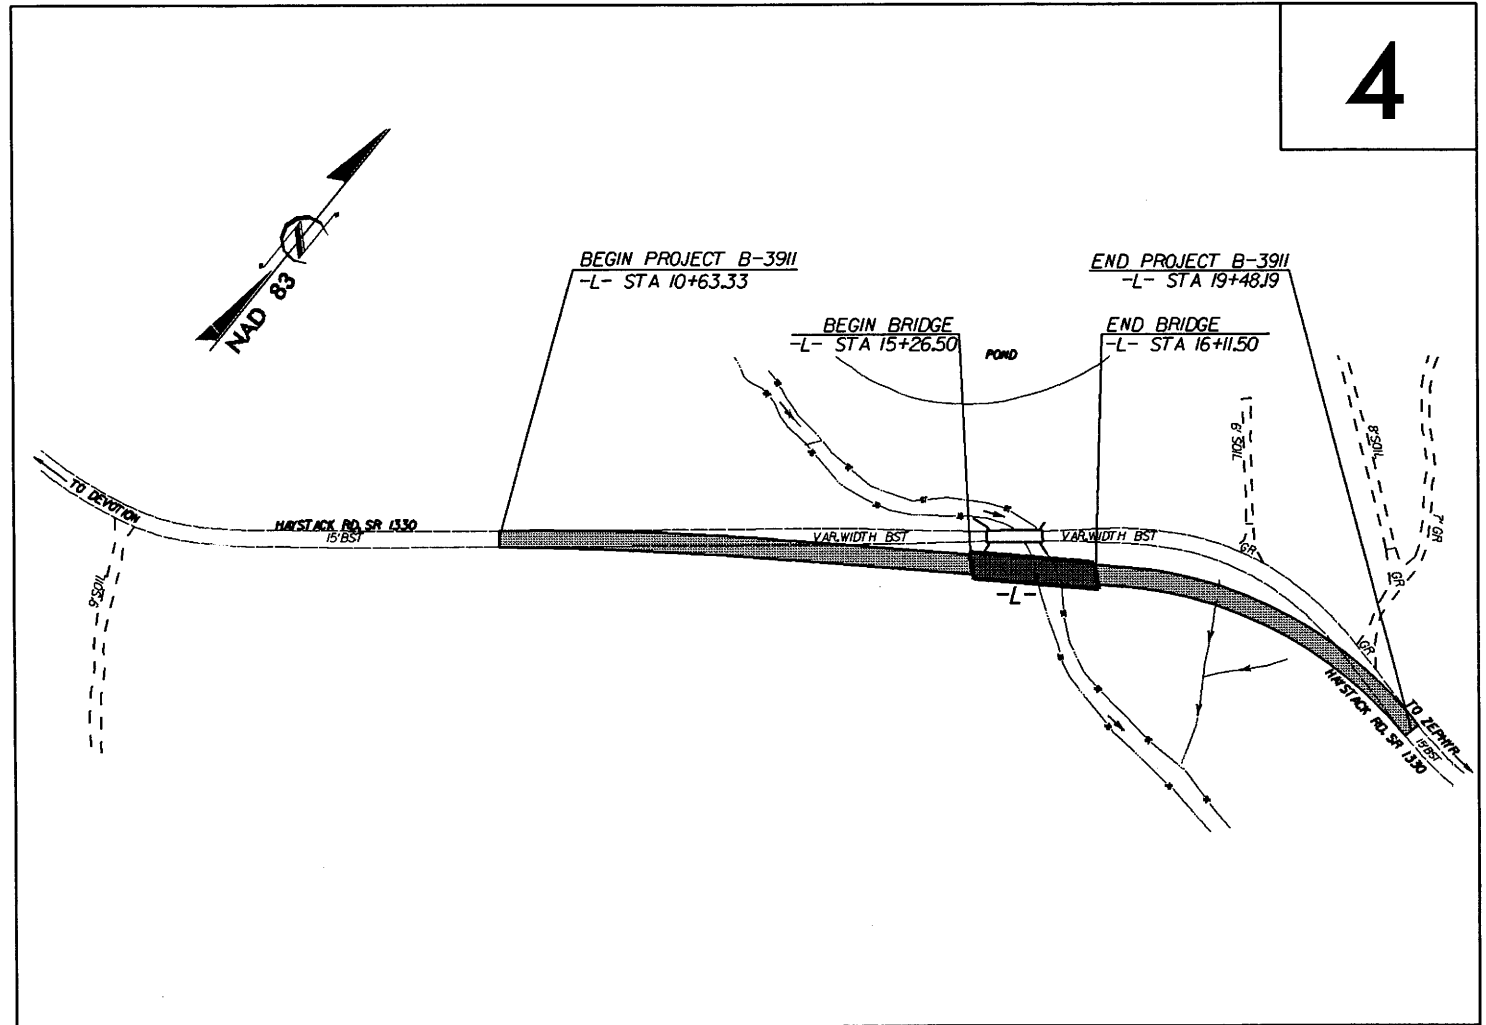 4
NAD 83
BEGIN PROJECT B-3911
-L- STA 10+63.33
END PROJECT B-3911
-L- STA 19+48.19
BEGIN BRIDGE
-L- STA 15+26.50
END BRIDGE
-L- STA 16+11.50
POND
6' SOIL
8' SOIL
7' GR
TO DEVOTION
HAYSTACK RD. SR 1330
15' BST
VAR. WIDTH BST
VAR. WIDTH BST
GR
GR
6' SOIL
-L-
GR
HAYSTACK RD. SR 1330
TO ZEPHYR
15' BST